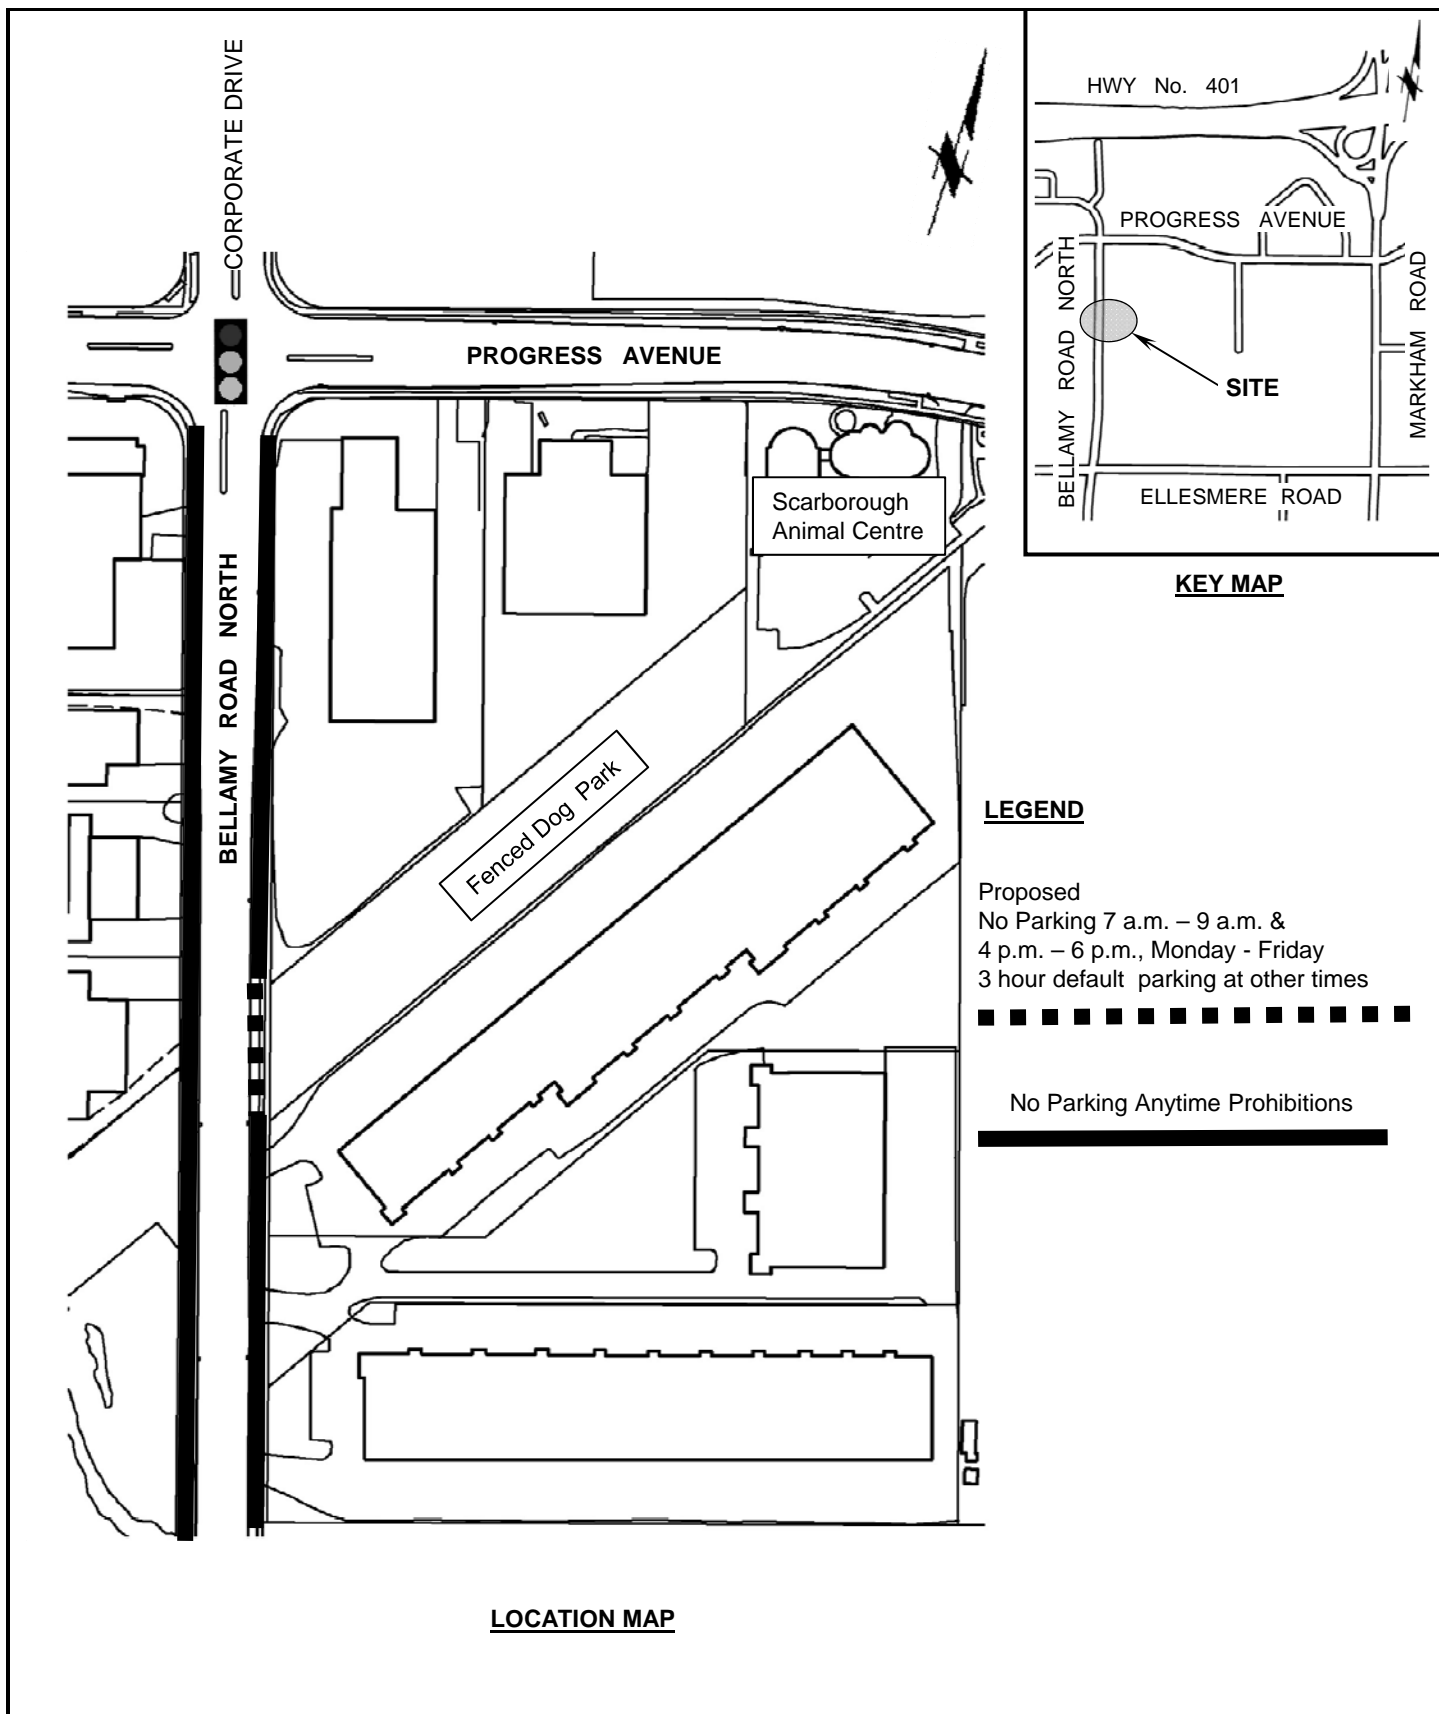 CORPORATE DRIVE
PROGRESS AVENUE
BELLAMY ROAD NORTH
Scarborough
Animal Centre
Fenced Dog Park
HWY No. 401
PROGRESS AVENUE
BELLAMY ROAD NORTH
MARKHAM ROAD
SITE
ELLESMERE ROAD
KEY MAP
LEGEND
Proposed
No Parking 7 a.m. – 9 a.m. &
4 p.m. – 6 p.m., Monday - Friday
3 hour default parking at other times
No Parking Anytime Prohibitions
LOCATION MAP